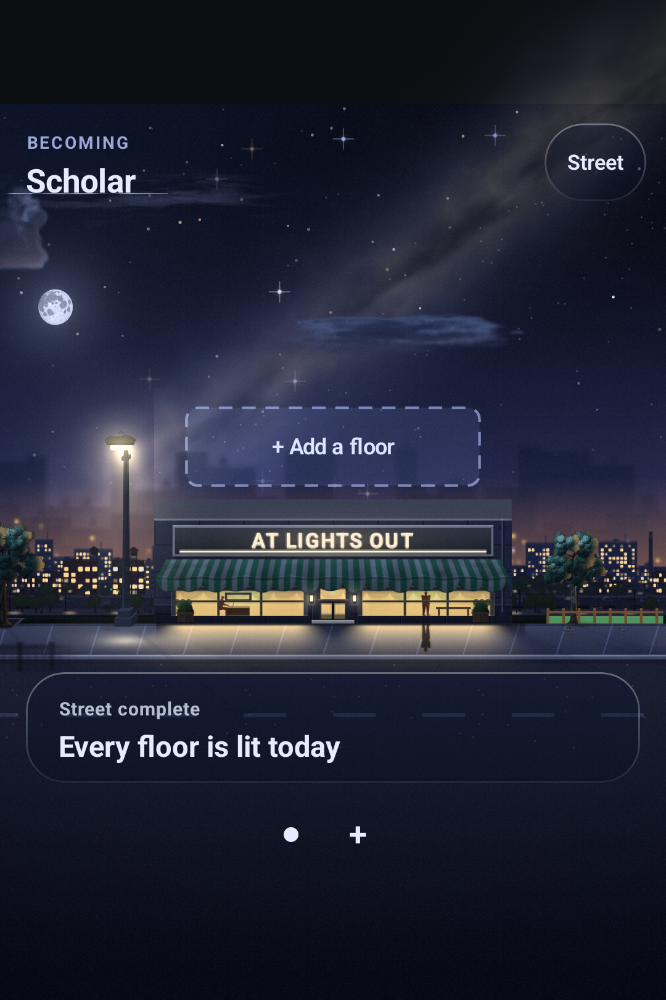 BECOMING
Scholar
Street
+ Add a floor
AT LIGHTS OUT
Street complete
Every floor is lit today
+